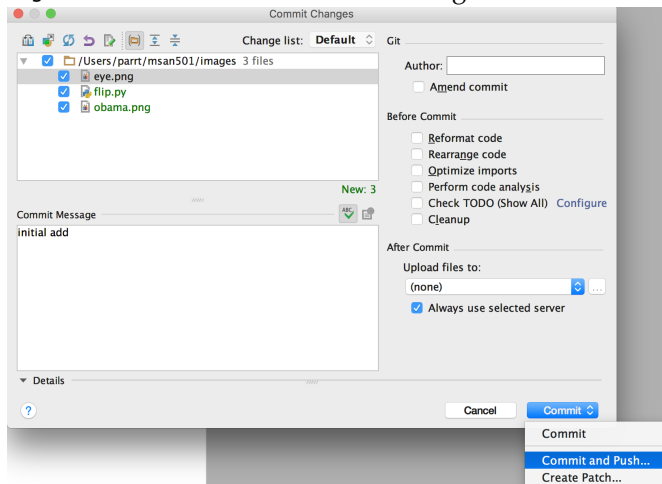 Commit Changes
Change list: Default
/Users/parrt/msan501/images 3 files
eye.png
flip.py
obama.png
New: 3
Commit Message
ABC
initial add
Details
?
Git
Author:
Amend commit
Before Commit
Reformat code
Rearrange code
Optimize imports
Perform code analysis
Check TODO (Show All) Configure
Cleanup
After Commit
Upload files to:
(none)
...
Always use selected server
Cancel
Commit
Commit
Commit and Push...
Create Patch...